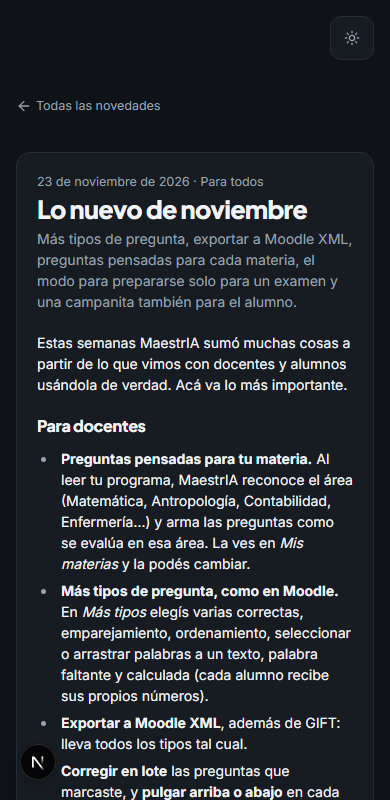 Todas las novedades
23 de noviembre de 2026 · Para todos
Lo nuevo de noviembre
Más tipos de pregunta, exportar a Moodle XML,
preguntas pensadas para cada materia, el
modo para prepararse solo para un examen y
una campanita también para el alumno.
Estas semanas MaestrIA sumó muchas cosas a
partir de lo que vimos con docentes y alumnos
usándola de verdad. Acá va lo más importante.
Para docentes
Preguntas pensadas para tu materia. Al
leer tu programa, MaestrIA reconoce el área
(Matemática, Antropología, Contabilidad,
Enfermería...) y arma las preguntas como
se evalúa en esa área. La ves en Mis
materias y la podés cambiar.
Más tipos de pregunta, como en Moodle.
En Más tipos elegís varias correctas,
emparejamiento, ordenamiento, seleccionar
o arrastrar palabras a un texto, palabra
faltante y calculada (cada alumno recibe
sus propios números).
Exportar a Moodle XML, además de GIFT:
lleva todos los tipos tal cual.
N
Corregir en lote las preguntas que
marcaste, y pulgar arriba o abajo en cada